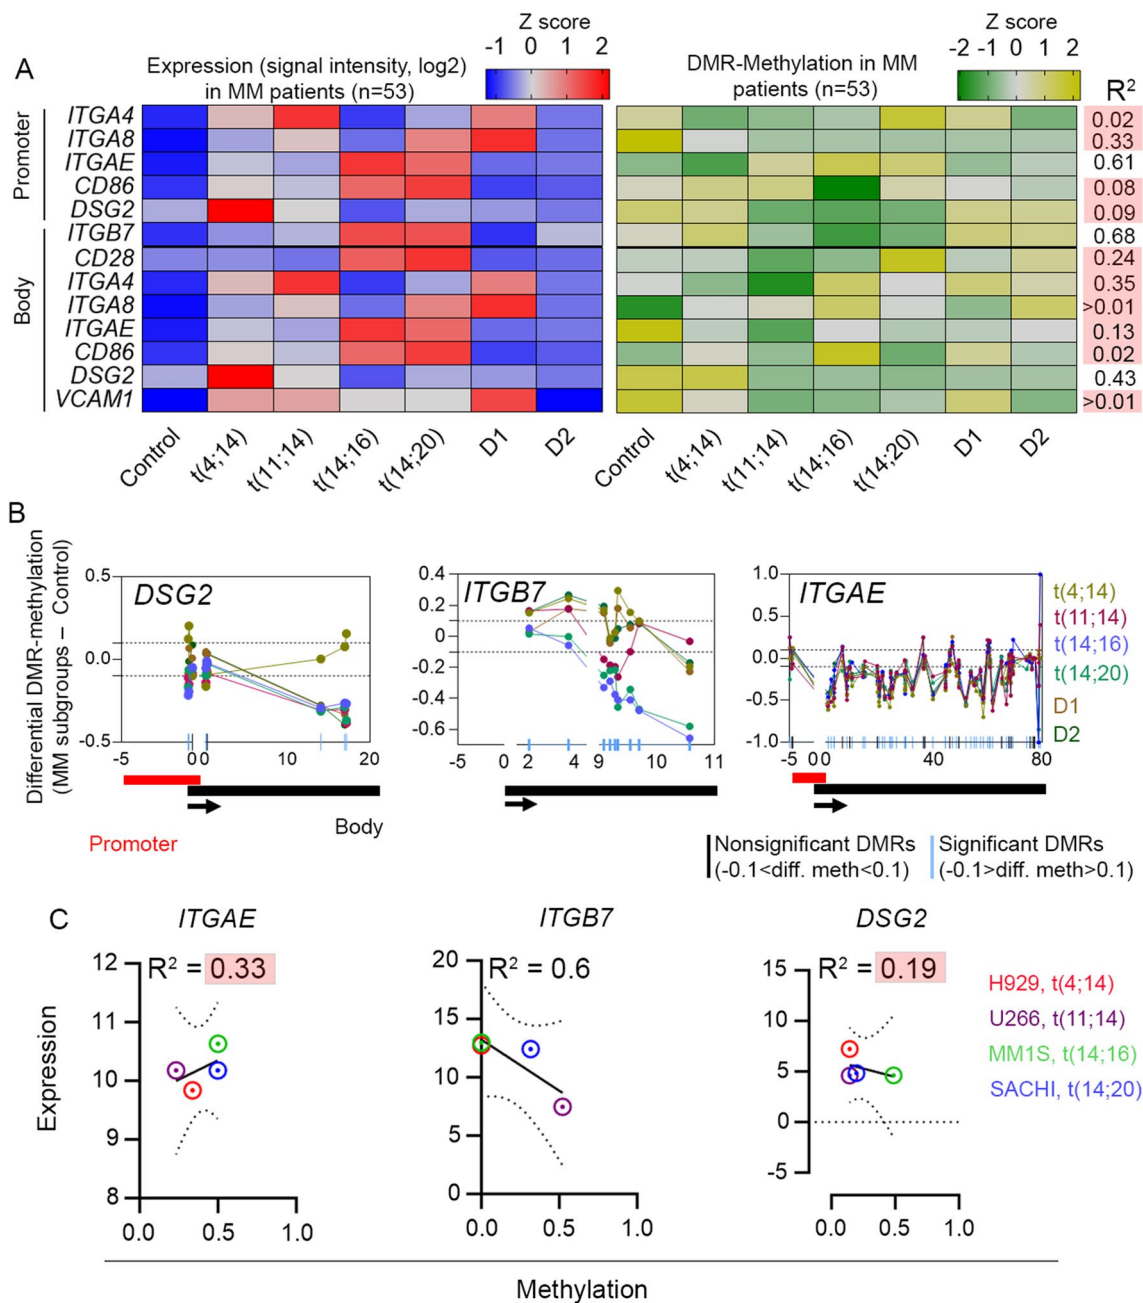 A
Expression (signal intensity, log2)
in MM patients (n=53)
Z score
-1 0 1 2
DMR-Methylation in MM
patients (n=53)
Z score
-2 -1 0 1 2
R²
Promoter
Body
ITGA4 0.02
ITGA8 0.33
ITGAE 0.61
CD86 0.08
DSG2 0.09
ITGB7 0.68
CD28 0.24
ITGA4 0.35
ITGA8 >0.01
ITGAE 0.13
CD86 0.02
DSG2 0.43
VCAM1 >0.01
Control t(4;14) t(11;14) t(14;16) t(14;20) D1 D2
Control t(4;14) t(11;14) t(14;16) t(14;20) D1 D2
B
Differential DMR-methylation
(MM subgroups – Control)
DSG2
0.5
0.0
-0.5
-5 0 0 10 20
ITGB7
0.4
0.2
0
-0.2
-0.4
-0.6
-5 0 2 4 9 10 11
ITGAE
1.0
0.5
0.0
-0.5
-1.0
-5 0 0 40 80
t(4;14)
t(11;14)
t(14;16)
t(14;20)
D1
D2
Promoter
Body
Nonsignificant DMRs
(-0.1<diff. meth<0.1)
Significant DMRs
(-0.1>diff. meth>0.1)
C
Expression
ITGAE
R² = 0.33
12
11
10
9
8
0.0 0.5 1.0
ITGB7
R² = 0.6
20
15
10
5
0
0.0 0.5 1.0
DSG2
R² = 0.19
15
10
5
0
-5
0.0 0.5 1.0
H929, t(4;14)
U266, t(11;14)
MM1S, t(14;16)
SACHI, t(14;20)
Methylation